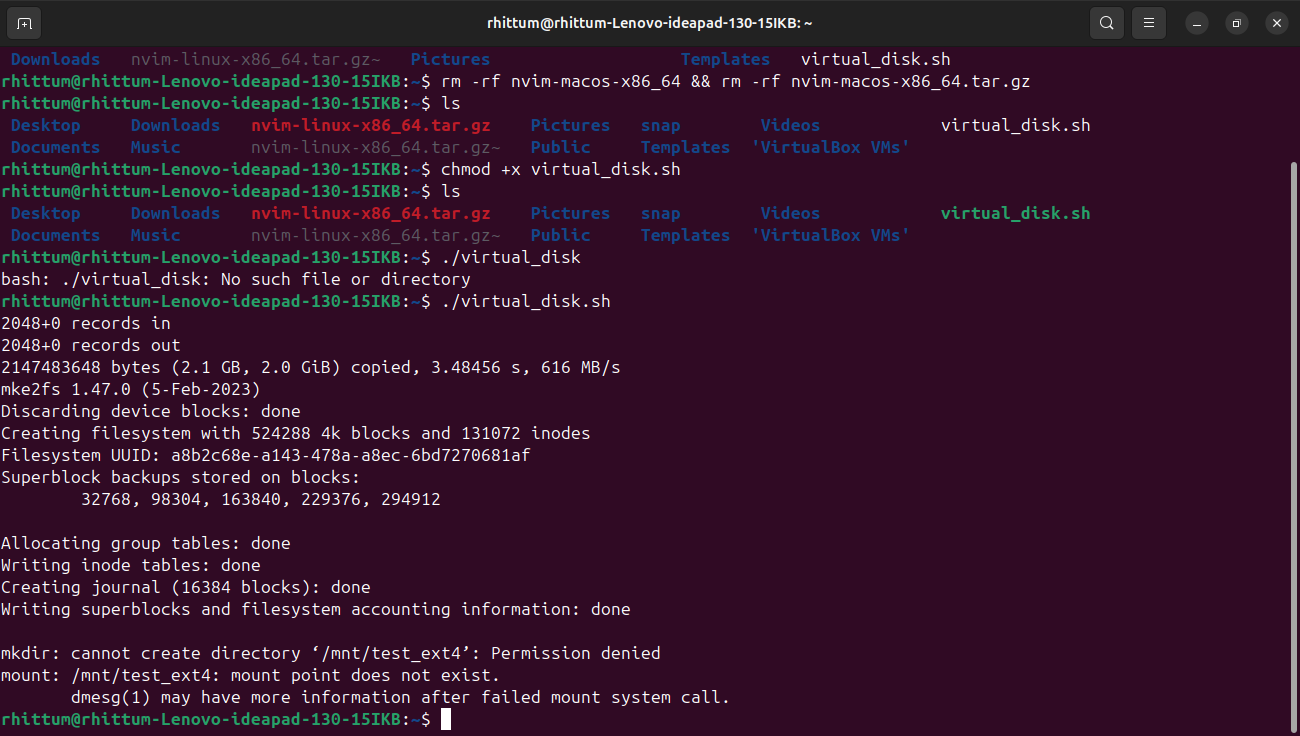 rhittum@rhittum-Lenovo-ideapad-130-15IKB: ~
Downloads nvim-linux-x86_64.tar.gz~ Pictures Templates virtual_disk.sh
rhittum@rhittum-Lenovo-ideapad-130-15IKB:~$ rm -rf nvim-macos-x86_64 && rm -rf nvim-macos-x86_64.tar.gz
rhittum@rhittum-Lenovo-ideapad-130-15IKB:~$ ls
Desktop Downloads nvim-linux-x86_64.tar.gz Pictures snap Videos virtual_disk.sh
Documents Music nvim-linux-x86_64.tar.gz~ Public Templates 'VirtualBox VMs'
rhittum@rhittum-Lenovo-ideapad-130-15IKB:~$ chmod +x virtual_disk.sh
rhittum@rhittum-Lenovo-ideapad-130-15IKB:~$ ls
Desktop Downloads nvim-linux-x86_64.tar.gz Pictures snap Videos virtual_disk.sh
Documents Music nvim-linux-x86_64.tar.gz~ Public Templates 'VirtualBox VMs'
rhittum@rhittum-Lenovo-ideapad-130-15IKB:~$ ./virtual_disk
bash: ./virtual_disk: No such file or directory
rhittum@rhittum-Lenovo-ideapad-130-15IKB:~$ ./virtual_disk.sh
2048+0 records in
2048+0 records out
2147483648 bytes (2.1 GB, 2.0 GiB) copied, 3.48456 s, 616 MB/s
mke2fs 1.47.0 (5-Feb-2023)
Discarding device blocks: done
Creating filesystem with 524288 4k blocks and 131072 inodes
Filesystem UUID: a8b2c68e-a143-478a-a8ec-6bd7270681af
Superblock backups stored on blocks:
32768, 98304, 163840, 229376, 294912
Allocating group tables: done
Writing inode tables: done
Creating journal (16384 blocks): done
Writing superblocks and filesystem accounting information: done
mkdir: cannot create directory ‘/mnt/test_ext4’: Permission denied
mount: /mnt/test_ext4: mount point does not exist.
dmesg(1) may have more information after failed mount system call.
rhittum@rhittum-Lenovo-ideapad-130-15IKB:~$